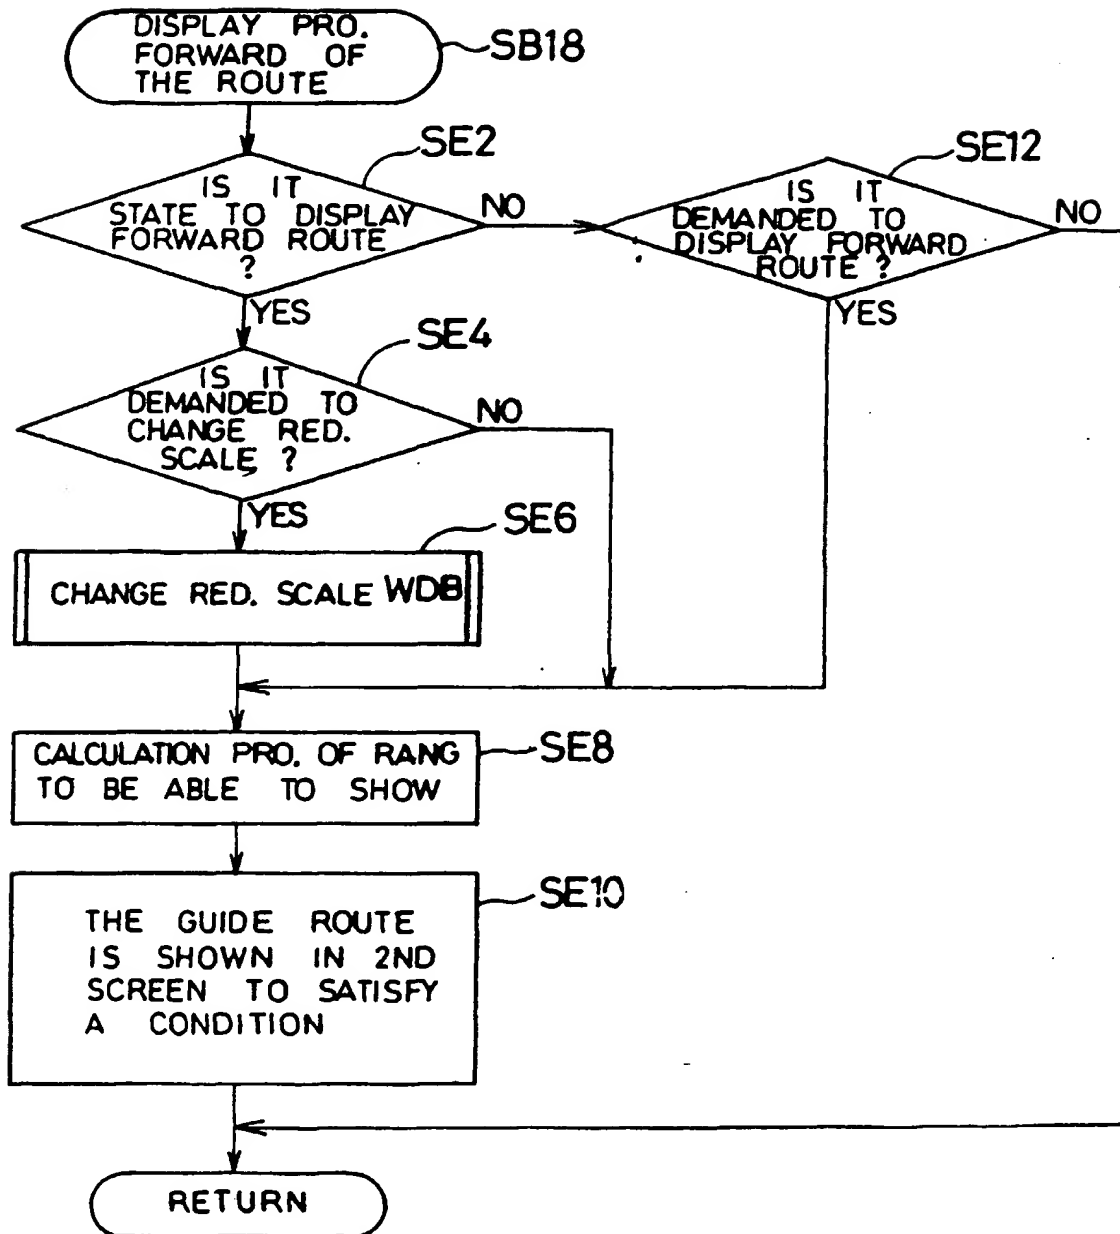 DISPLAY PRO.
FORWARD OF
THE ROUTE
SB18
SE2
IS IT
STATE TO DISPLAY
FORWARD ROUTE
?
NO
YES
SE12
IS IT
DEMANDED TO
DISPLAY FORWARD
ROUTE ?
NO
YES
SE4
IS IT
DEMANDED TO
CHANGE RED.
SCALE ?
NO
YES
SE6
CHANGE RED. SCALE WDB
CALCULATION PRO. OF RANG
TO BE ABLE TO SHOW
SE8
THE GUIDE ROUTE
IS SHOWN IN 2ND
SCREEN TO SATISFY
A CONDITION
SE10
RETURN